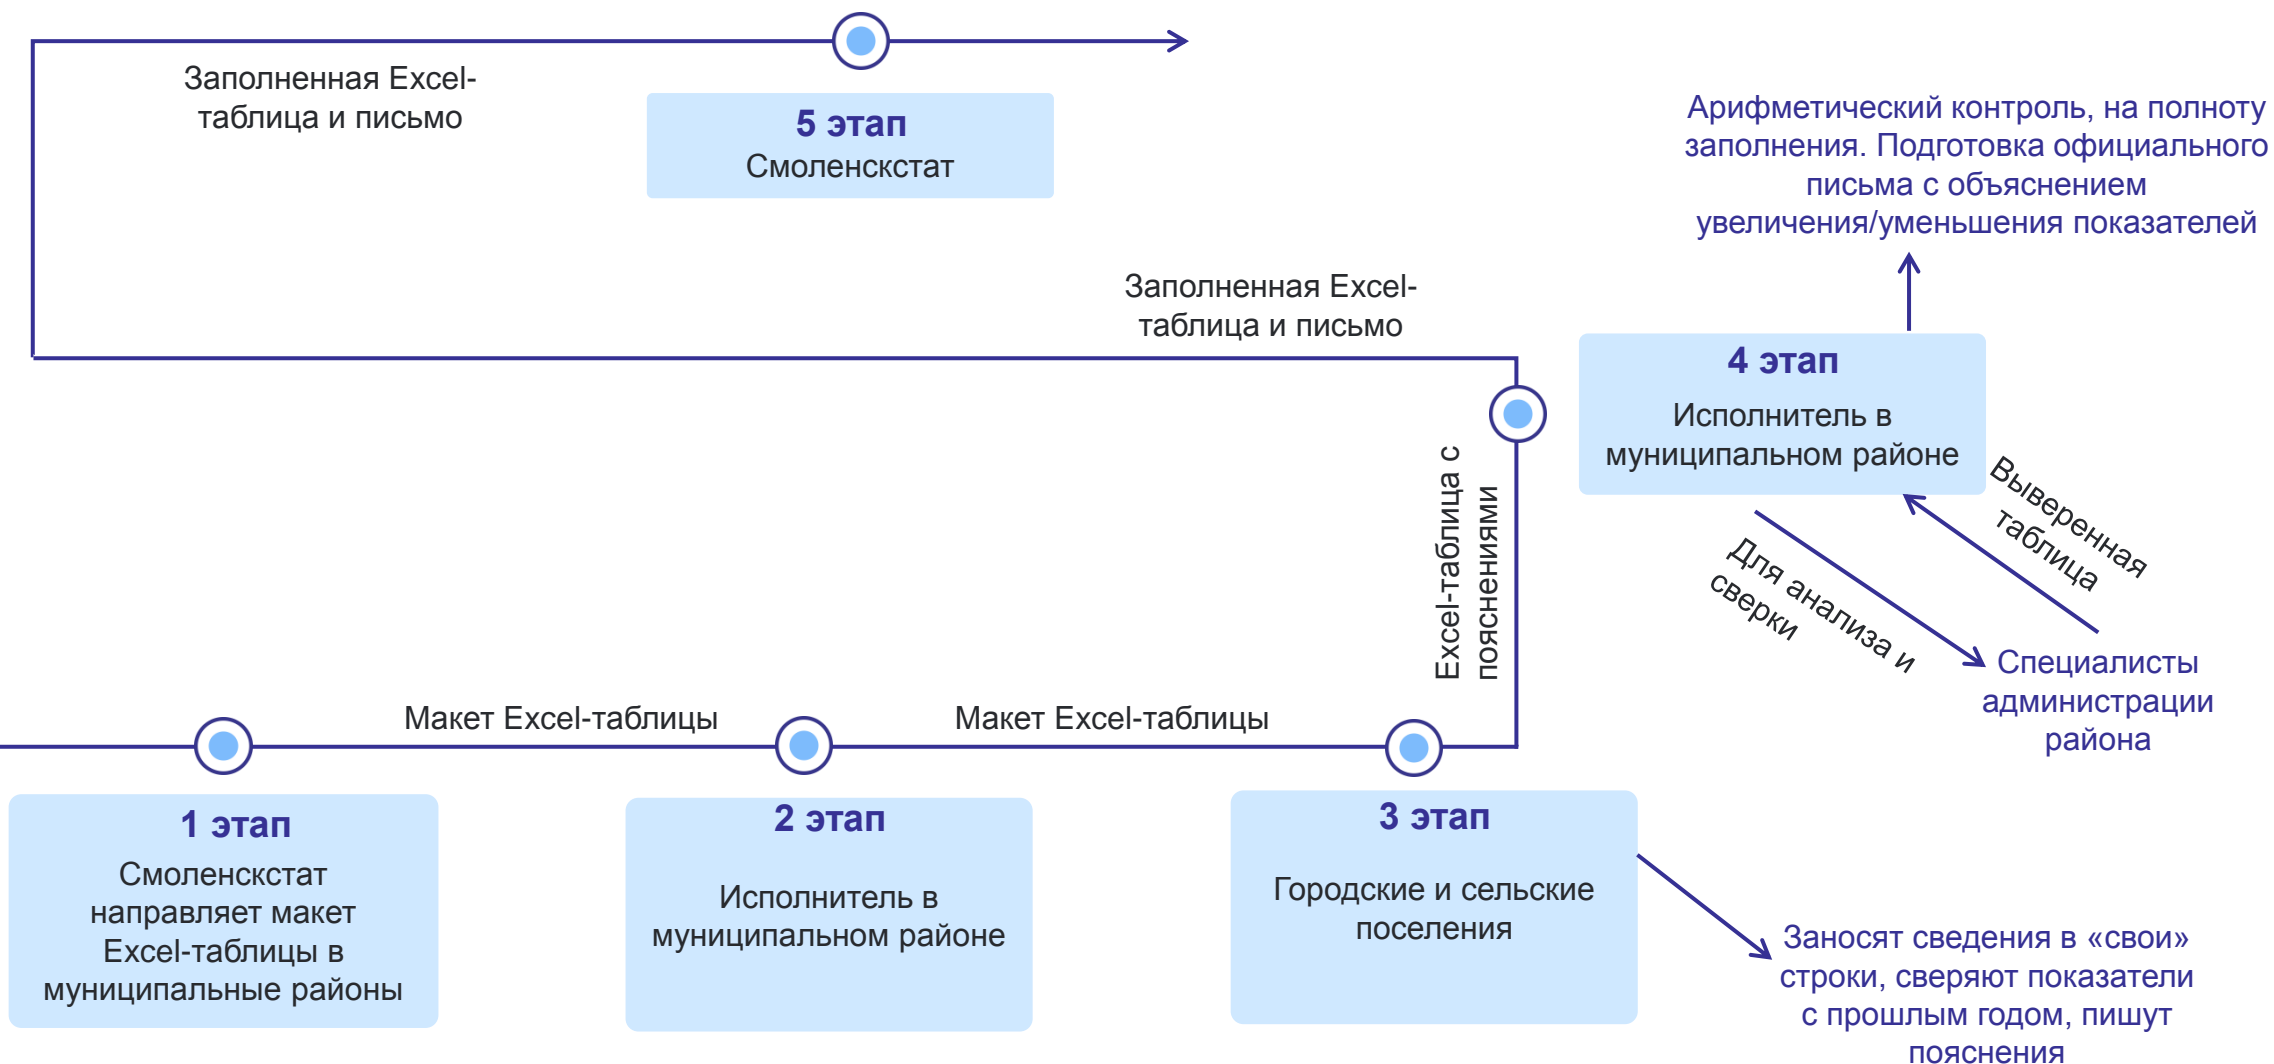 Заполненная Excel-
таблица и письмо
5 этап
Смоленскстат
Арифметический контроль, на полноту
заполнения. Подготовка официального
письма с объяснением
увеличения/уменьшения показателей
Заполненная Excel-
таблица и письмо
4 этап
Исполнитель в
муниципальном районе
Excel-таблица с
пояснениями
Выверенная
таблица
Для анализа и
сверки
Специалисты
администрации
района
Макет Excel-таблицы
Макет Excel-таблицы
1 этап
Смоленскстат
направляет макет
Excel-таблицы в
муниципальные районы
2 этап
Исполнитель в
муниципальном районе
3 этап
Городские и сельские
поселения
Заносят сведения в «свои»
строки, сверяют показатели
с прошлым годом, пишут
пояснения